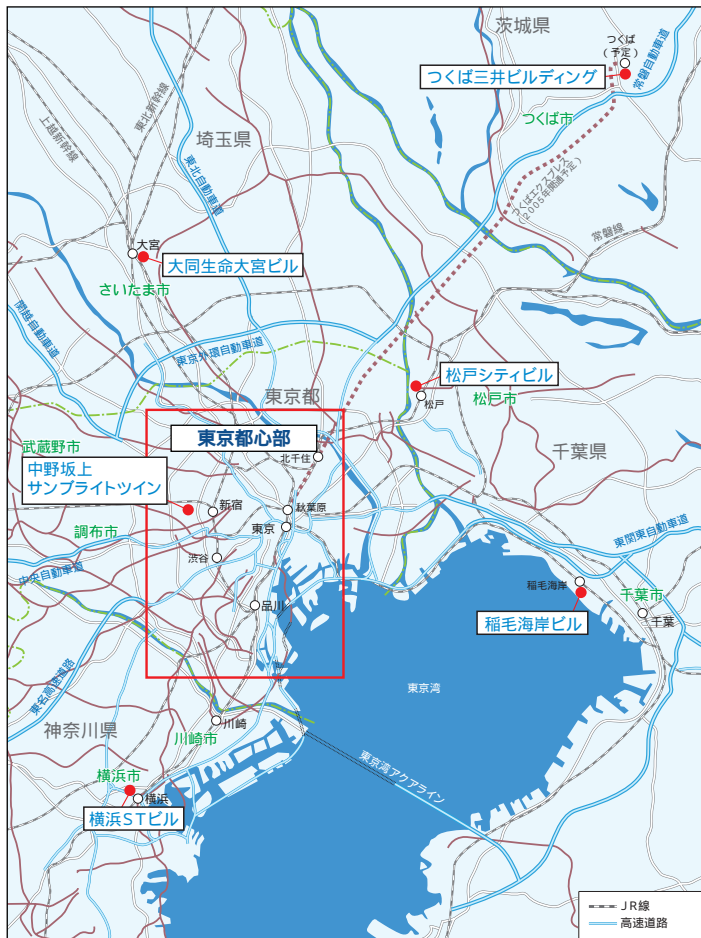 茨城県
つくば
(予定)
常磐自動車道
つくば三井ビルディング
つくば市
東北新幹線
上越新幹線
埼玉県
東北自動車道
つくばエクスプレス
(2005年開通予定)
常磐線
大宮
大同生命大宮ビル
さいたま市
関越自動車道
東京外環自動車道
松戸シティビル
松戸
松戸市
東京都
東京都心部
北千住
千葉県
武蔵野市
中野坂上
サンブライトツイン
新宿
秋葉原
東京
調布市
渋谷
中央自動車道
東関東自動車道
稲毛海岸
千葉市
千葉
稲毛海岸ビル
品川
東名高速道路
東京湾
神奈川県
川崎
川崎市
東京湾アクアライン
横浜市
横浜
横浜STビル
JR線
高速道路